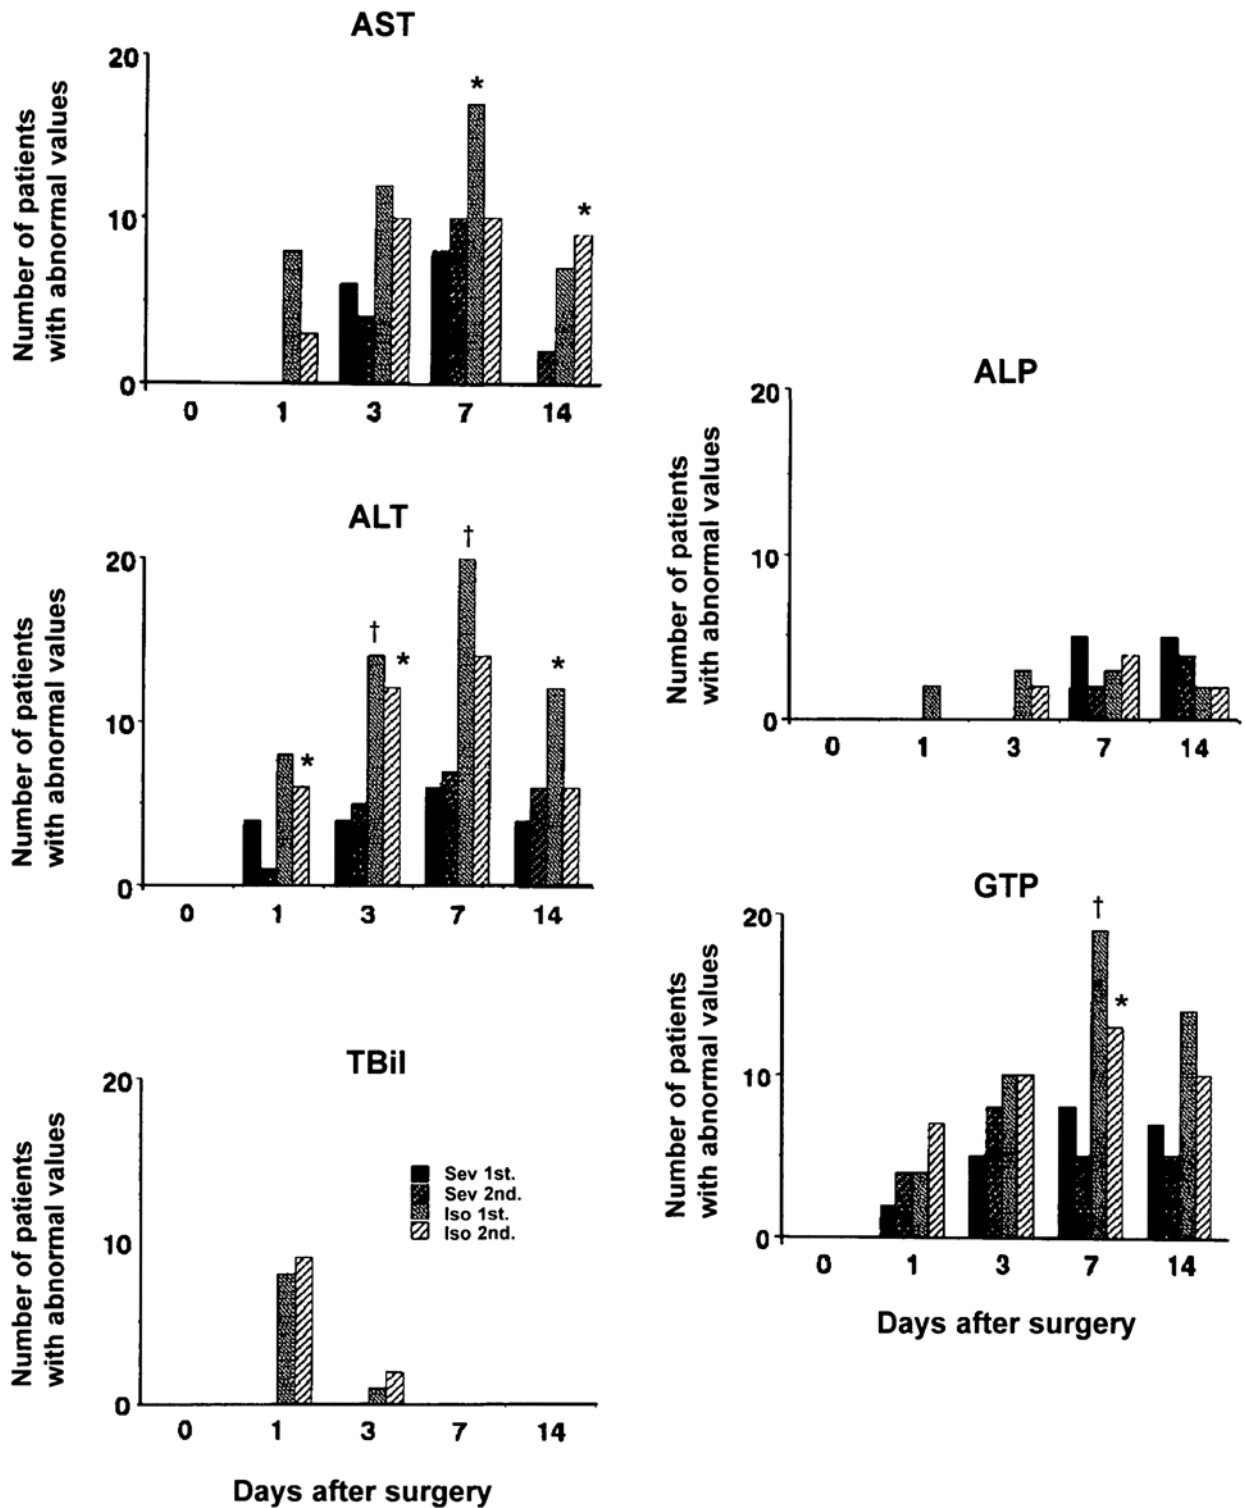 AST
Number of patients
with abnormal values
20
*
*
10
0
0 1 3 7 14
ALT
Number of patients
with abnormal values
20
†
†
*
*
10
*
0
0 1 3 7 14
TBil
Number of patients
with abnormal values
20
Sev 1st.
Sev 2nd.
Iso 1st.
Iso 2nd.
10
0
0 1 3 7 14
Days after surgery
ALP
Number of patients
with abnormal values
20
10
0
0 1 3 7 14
GTP
Number of patients
with abnormal values
20
†
*
10
0
0 1 3 7 14
Days after surgery